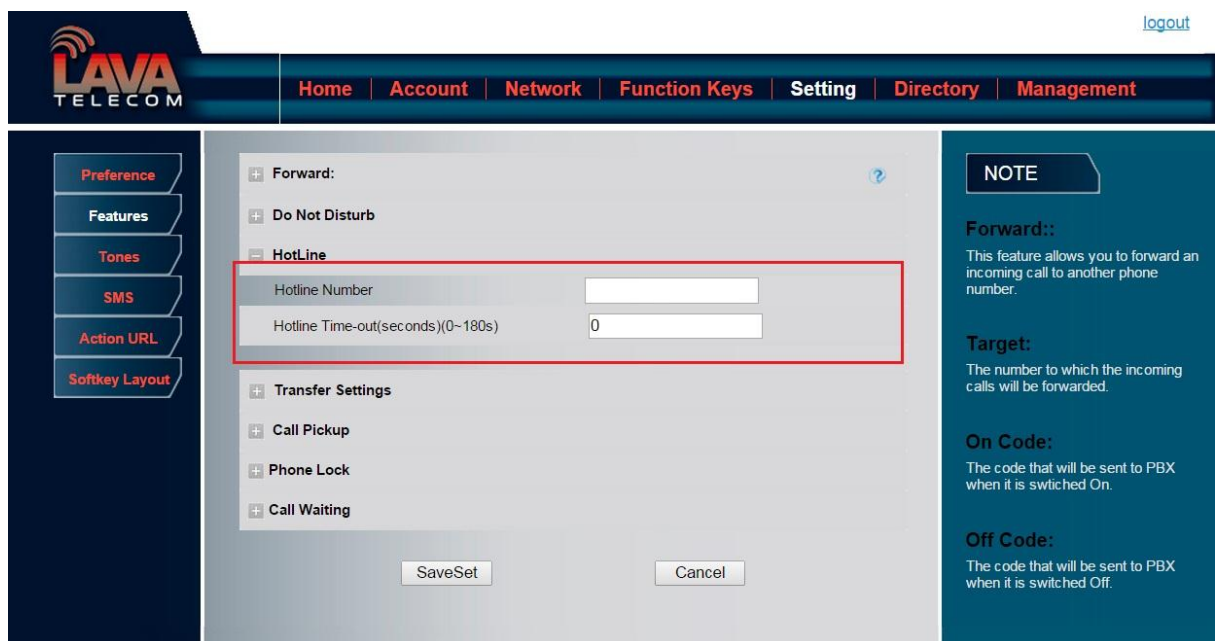 logout
LAVA
TELECOM
Home | Account | Network | Function Keys | Setting | Directory | Management
Preference
Features
Tones
SMS
Action URL
Softkey Layout
Forward:
Do Not Disturb
HotLine
Hotline Number
Hotline Time-out(seconds)(0~180s) 0
Transfer Settings
Call Pickup
Phone Lock
Call Waiting
SaveSet Cancel
NOTE
Forward::
This feature allows you to forward an
incoming call to another phone
number.
Target:
The number to which the incoming
calls will be forwarded.
On Code:
The code that will be sent to PBX
when it is swtiched On.
Off Code:
The code that will be sent to PBX
when it is switched Off.